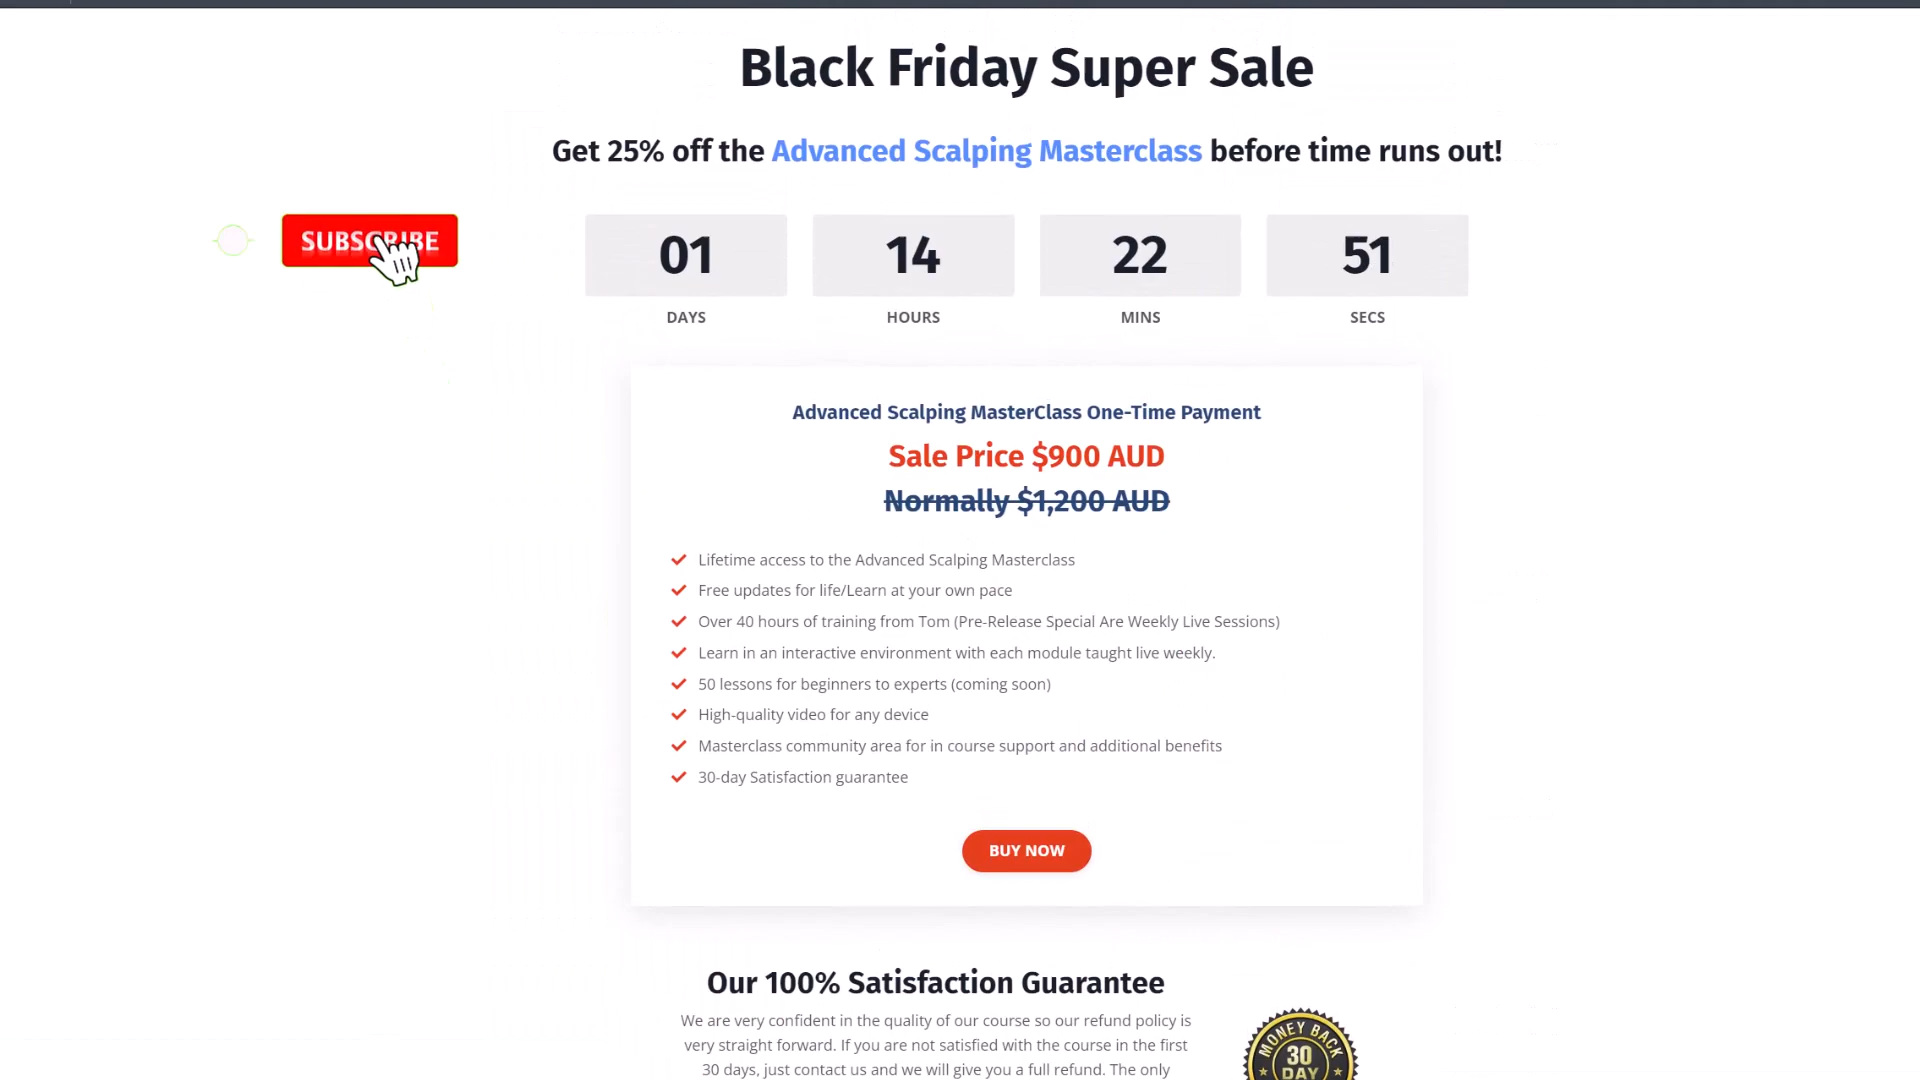 Black Friday Super Sale
Get 25% off the Advanced Scalping Masterclass before time runs out!
SUBSCRIBE
01 14 22 51
DAYS HOURS MINS SECS
Advanced Scalping MasterClass One-Time Payment
Sale Price $900 AUD
Normally $1,200 AUD
Lifetime access to the Advanced Scalping Masterclass
Free updates for life/Learn at your own pace
Over 40 hours of training from Tom (Pre-Release Special Are Weekly Live Sessions)
Learn in an interactive environment with each module taught live weekly.
50 lessons for beginners to experts (coming soon)
High-quality video for any device
Masterclass community area for in course support and additional benefits
30-day Satisfaction guarantee
BUY NOW
Our 100% Satisfaction Guarantee
We are very confident in the quality of our course so our refund policy is
very straight forward. If you are not satisfied with the course in the first
30 days, just contact us and we will give you a full refund. The only
MONEY BACK
30
DAY